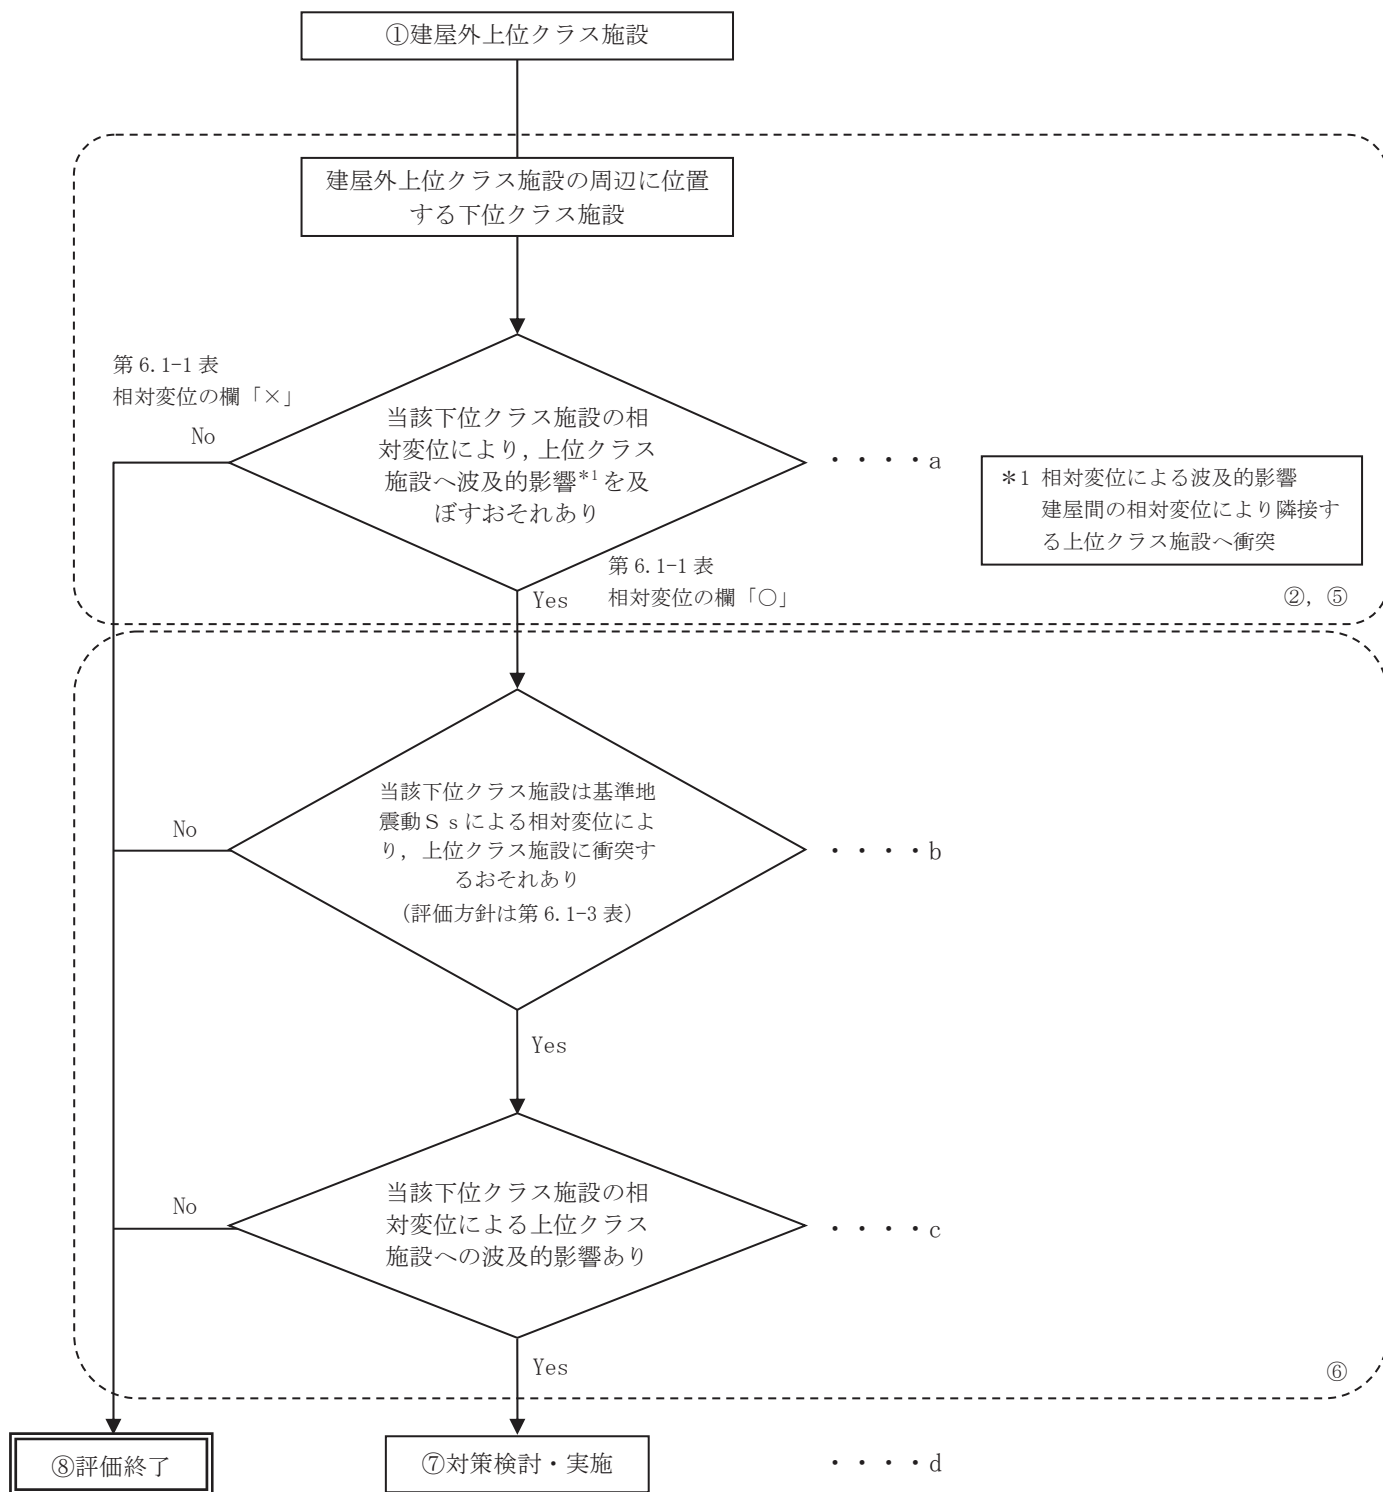 ①建屋外上位クラス施設
建屋外上位クラス施設の周辺に位置
する下位クラス施設
第 6.1-1 表
相対変位の欄「×」
No
当該下位クラス施設の相
対変位により，上位クラス
施設へ波及的影響*1を及
ぼすおそれあり
・・・・a
＊1 相対変位による波及的影響
建屋間の相対変位により隣接す
る上位クラス施設へ衝突
第 6.1-1 表
相対変位の欄「○」
Yes
②，⑤
当該下位クラス施設は基準地
震動Ｓｓによる相対変位によ
り，上位クラス施設に衝突す
るおそれあり
（評価方針は第 6.1-3 表）
No
・・・・b
Yes
当該下位クラス施設の相
対変位による上位クラス
施設への波及的影響あり
No
・・・・c
Yes
⑥
⑧評価終了
⑦対策検討・実施
・・・・d